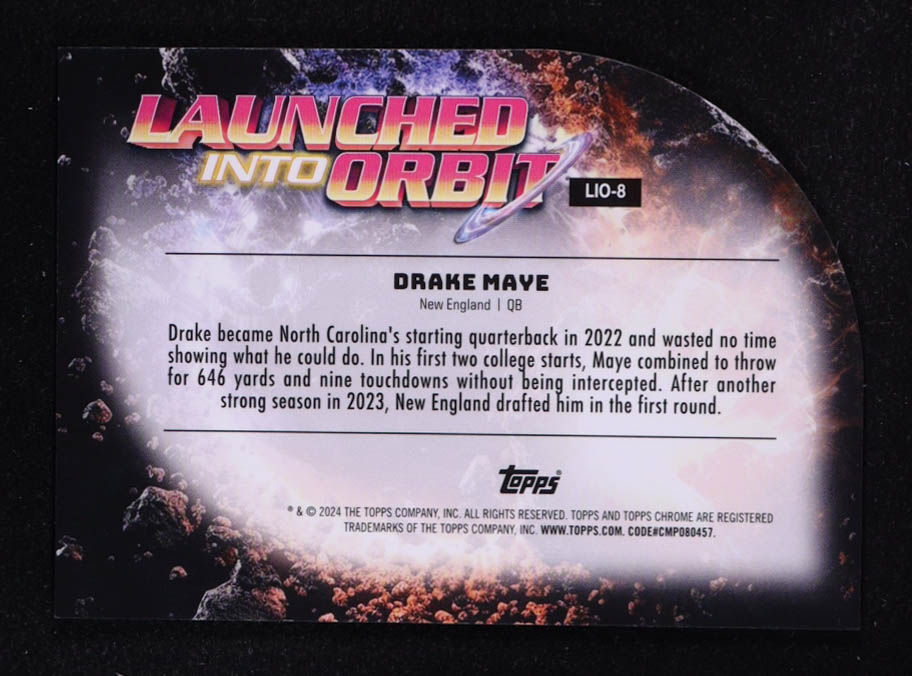 LAUNCHED
INTO ORBIT
LIO-8
DRAKE MAYE
New England | QB
Drake became North Carolina's starting quarterback in 2022 and wasted no time
showing what he could do. In his first two college starts, Maye combined to throw
for 646 yards and nine touchdowns without being intercepted. After another
strong season in 2023, New England drafted him in the first round.
Topps®
® & © 2024 THE TOPPS COMPANY, INC. ALL RIGHTS RESERVED. TOPPS AND TOPPS CHROME ARE REGISTERED
TRADEMARKS OF THE TOPPS COMPANY, INC. WWW.TOPPS.COM. CODE#CMP080457.